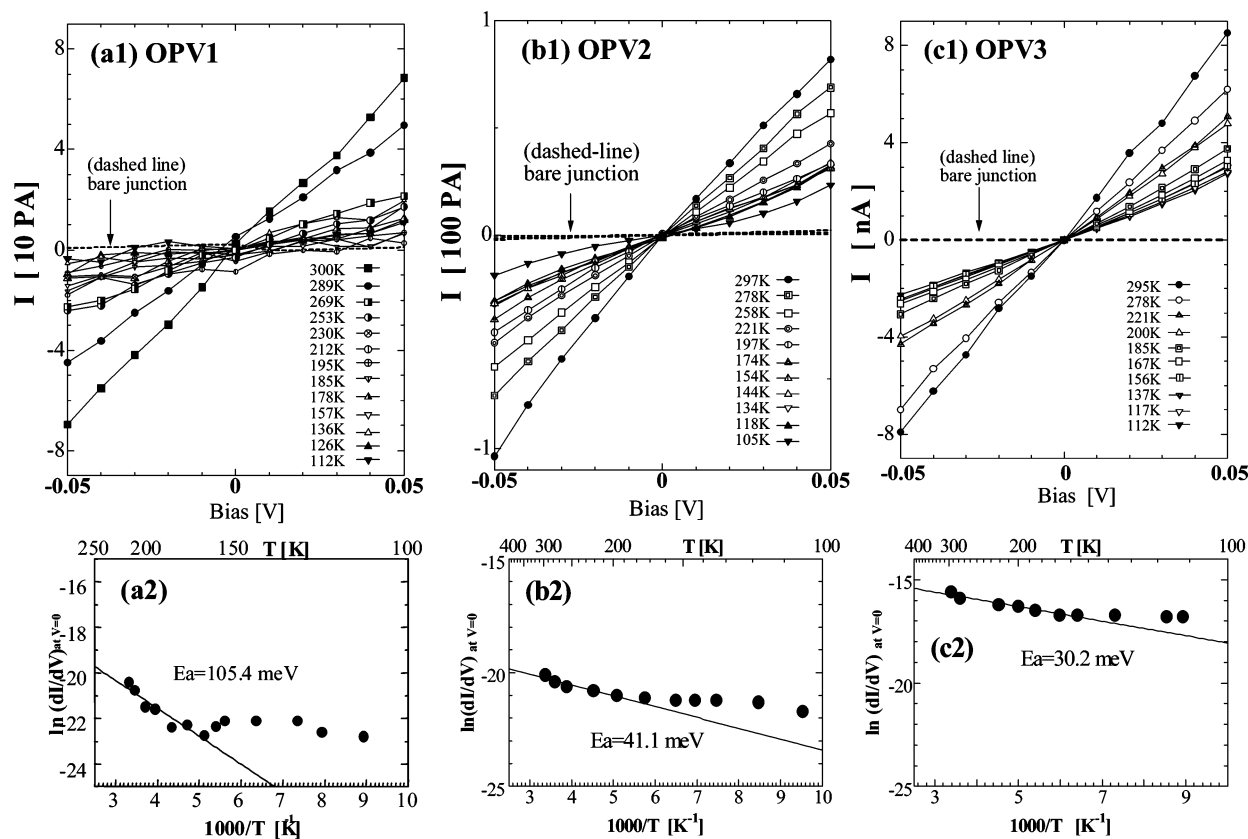 (a1) OPV1
8
4
0
-4
-8
I [ 10 PA]
(dashed line)
bare junction
300K
289K
269K
253K
230K
212K
195K
185K
178K
157K
136K
126K
112K
-0.05
0
0.05
Bias [V]
(b1) OPV2
1
0
-1
I [ 100 PA]
(dashed-line)
bare junction
297K
278K
258K
221K
197K
174K
154K
144K
134K
118K
105K
-0.05
0
0.05
Bias [V]
(c1) OPV3
8
4
0
-4
-8
I [ nA]
(dashed line)
bare junction
295K
278K
221K
200K
185K
167K
156K
137K
117K
112K
-0.05
0
0.05
Bias [V]
250 200 150 T [K] 100
(a2)
-16
-18
-20
-22
-24
ln (dI/dV) at V=0
Ea=105.4 meV
3 4 5 6 7 8 9 10
1000/T [K-1]
400 300 200 T [K] 100
(b2)
-15
-20
-25
ln(dI/dV) at V=0
Ea=41.1 meV
3 4 5 6 7 8 9 10
1000/T [K-1]
400 300 200 T [K] 100
(c2)
-15
-20
-25
ln (dI/dV) at V=0
Ea=30.2 meV
3 5 7 9
1000/T [K-1]